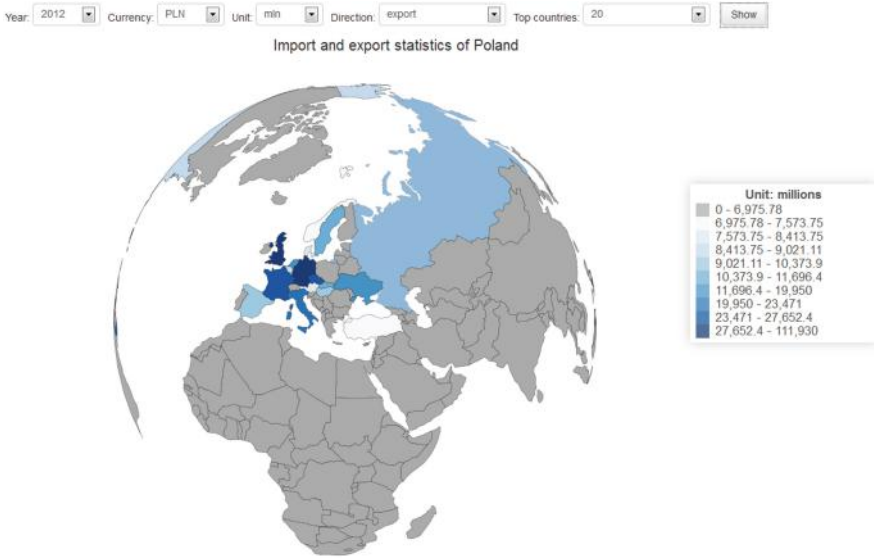 Year: 2012 Currency: PLN Unit: mln Direction: export Top countries: 20 Show
Import and export statistics of Poland
Unit: millions
0 - 6,975.78
6,975.78 - 7,573.75
7,573.75 - 8,413.75
8,413.75 - 9,021.11
9,021.11 - 10,373.9
10,373.9 - 11,696.4
11,696.4 - 19,950
19,950 - 23,471
23,471 - 27,652.4
27,652.4 - 111,930